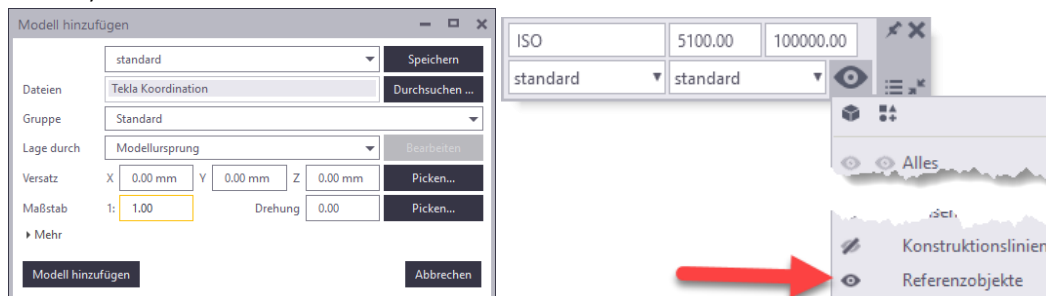 Modell hinzufügen
standard
Speichern
Dateien
Tekla Koordination
Durchsuchen ...
Gruppe
Standard
Lage durch
Modellursprung
Bearbeiten
Versatz
X 0.00 mm Y 0.00 mm Z 0.00 mm
Picken...
Maßstab
1: 1.00
Drehung 0.00
Picken...
Mehr
Modell hinzufügen
Abbrechen
ISO
5100.00
100000.00
standard
standard
Alles
Konstruktionslinien
Referenzobjekte